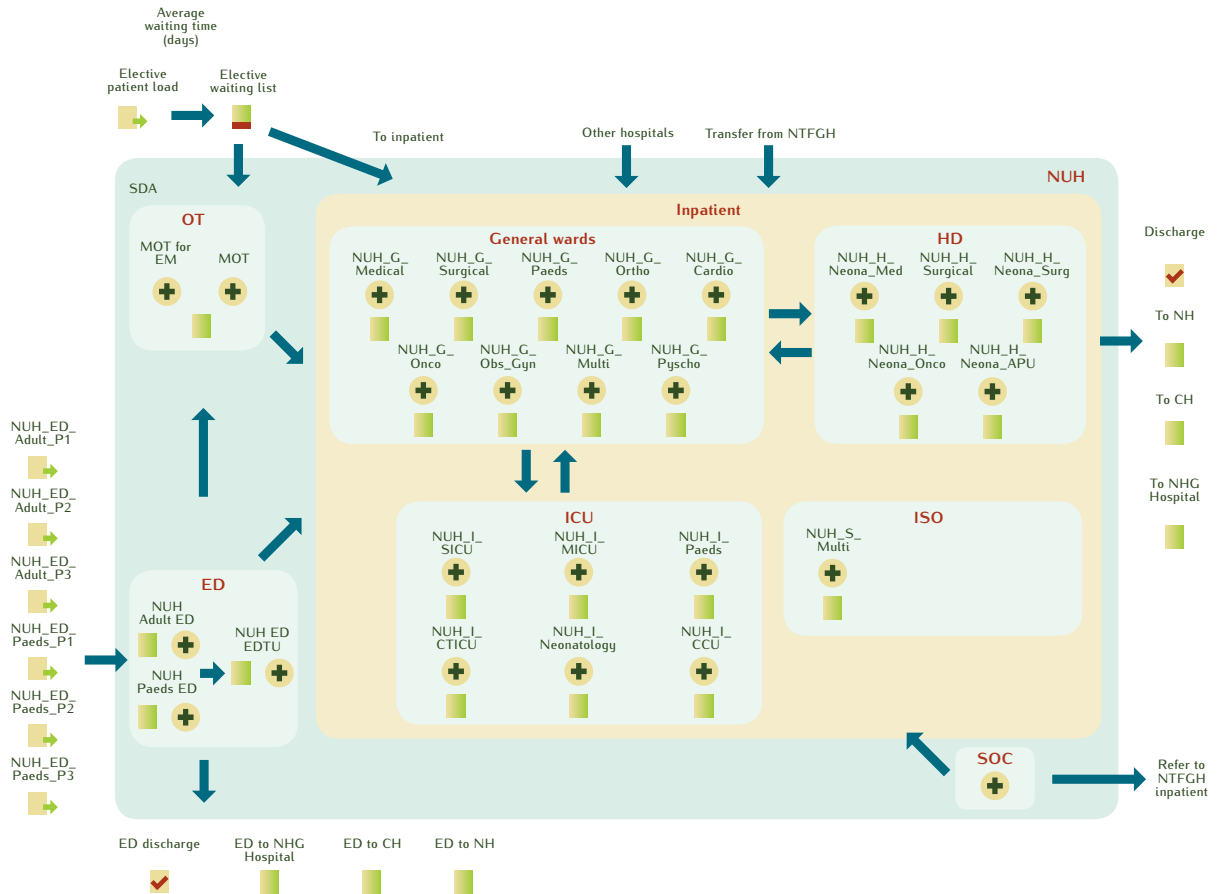 Average
waiting time
(days)
Elective
patient load
Elective
waiting list
To inpatient
Other hospitals
Transfer from NTFGH
NUH
SDA
OT
MOT for
EM
MOT
Inpatient
General wards
NUH_G_
Medical
NUH_G_
Surgical
NUH_G_
Paeds
NUH_G_
Ortho
NUH_G_
Cardio
NUH_G_
Onco
NUH_G_
Obs_Gyn
NUH_G_
Multi
NUH_G_
Pyscho
HD
NUH_H_
Neona_Med
NUH_H_
Surgical
NUH_H_
Neona_Surg
NUH_H_
Neona_Onco
NUH_H_
Neona_APU
Discharge
To NH
To CH
To NHG
Hospital
ICU
NUH_I_
SICU
NUH_I_
MICU
NUH_I_
Paeds
NUH_I_
CTICU
NUH_I_
Neonatology
NUH_I_
CCU
ISO
NUH_S_
Multi
NUH_ED_
Adult_P1
NUH_ED_
Adult_P2
NUH_ED_
Adult_P3
NUH_ED_
Paeds_P1
NUH_ED_
Paeds_P2
NUH_ED_
Paeds_P3
ED
NUH
Adult ED
NUH
Paeds ED
NUH ED
EDTU
SOC
Refer to
NTFGH
inpatient
ED discharge
ED to NHG
Hospital
ED to CH
ED to NH